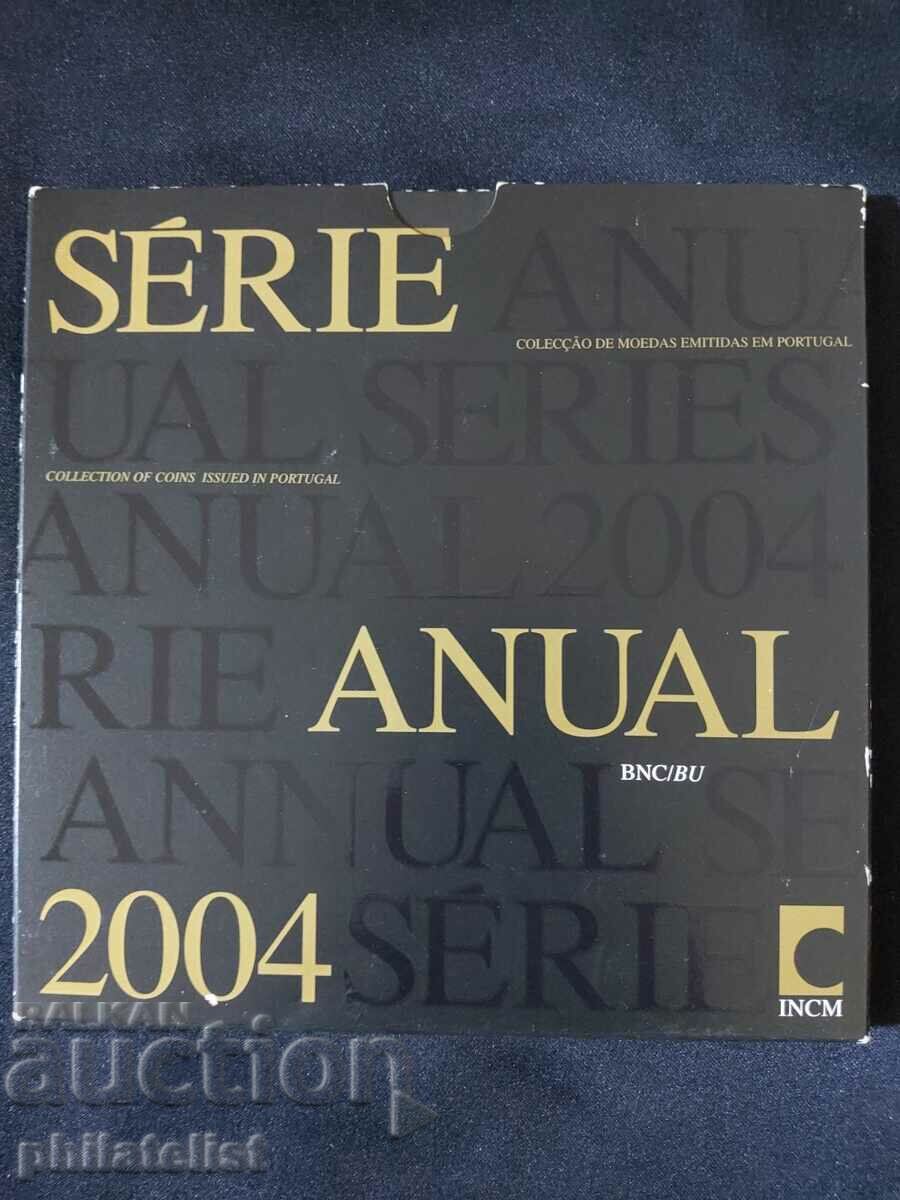 SÉRIE ANUA
COLECÇÃO DE MOEDAS EMITIDAS EM PORTUGAL
UAL SERIES
COLLECTION OF COINS ISSUED IN PORTUGAL
ANUAL 2004
RIE ANUAL
BNC/BU
ANNUAL SE
2004 SÉRIE
INCM
BALKAN
auction
philatelist